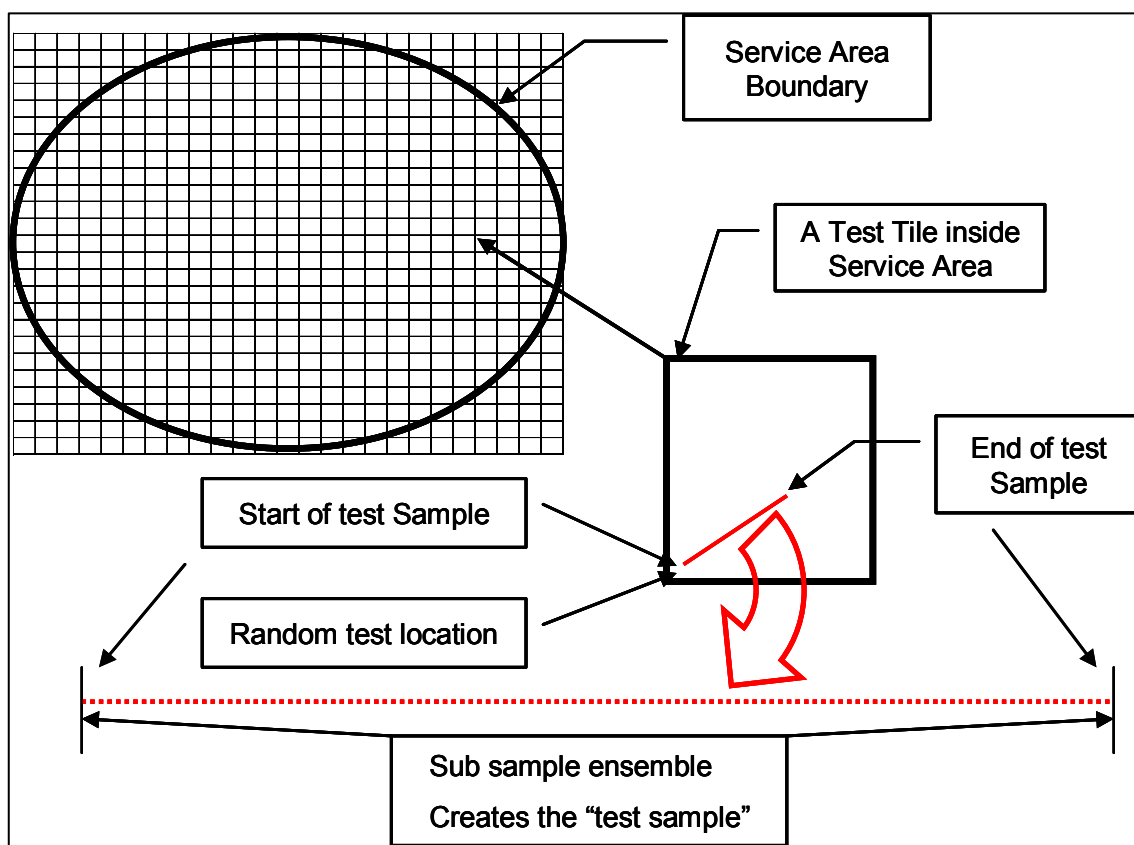 Service Area
Boundary
A Test Tile inside
Service Area
End of test
Sample
Start of test Sample
Random test location
Sub sample ensemble
Creates the “test sample”